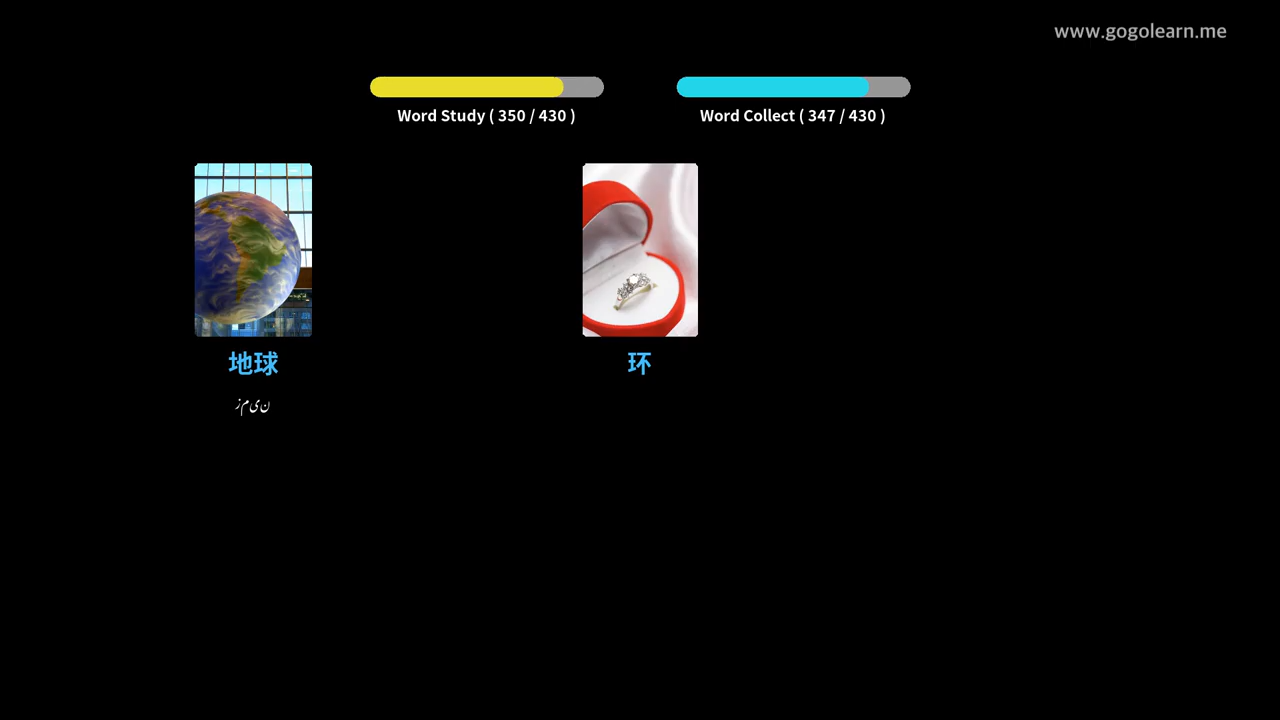 www.gogolearn.me
Word Study ( 350 / 430 )
Word Collect ( 347 / 430 )
地球
环
زمین